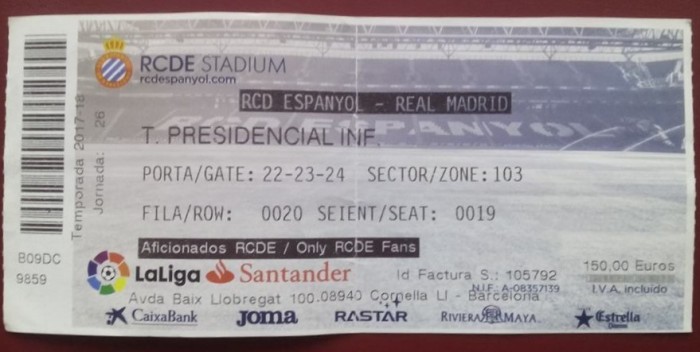 RCDE STADIUM
rcdespanyol.com
RCD ESPANYOL - REAL MADRID
T. PRESIDENCIAL INF.
PORTA/GATE: 22-23-24 SECTOR/ZONE: 103
FILA/ROW: 0020 SEIENT/SEAT: 0019
Aficionados RCDE / Only RCDE Fans
LaLiga Santander
Id Factura S.: 105792
150,00 Euros
N.I.F.: A-08357139
I.V.A. incluido
Avda Baix Llobregat 100.08940 Cornella Ll - Barcelona
CaixaBank JOMA RASTAR RIVIERA MAYA Estrella
Temporada 2017-18
Jornada: 26
B09DC
9859
RCD ESPANYOL